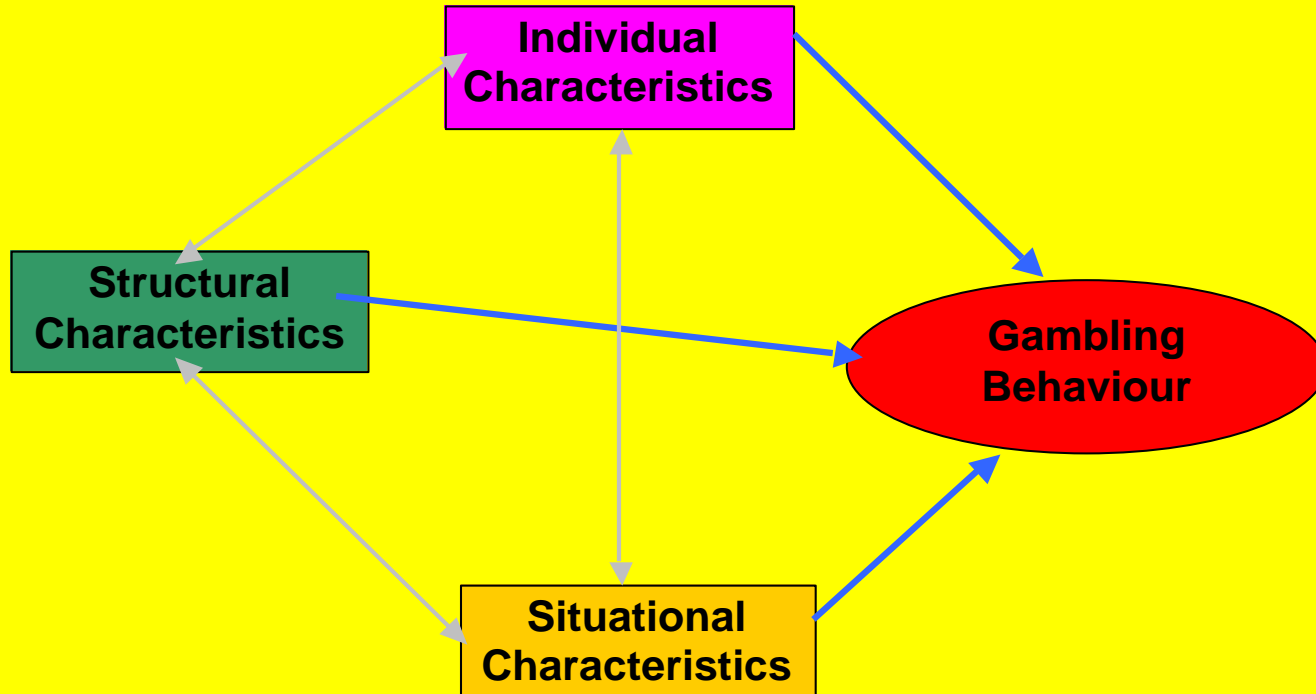 Individual
Characteristics
Structural
Characteristics
Gambling
Behaviour
Situational
Characteristics